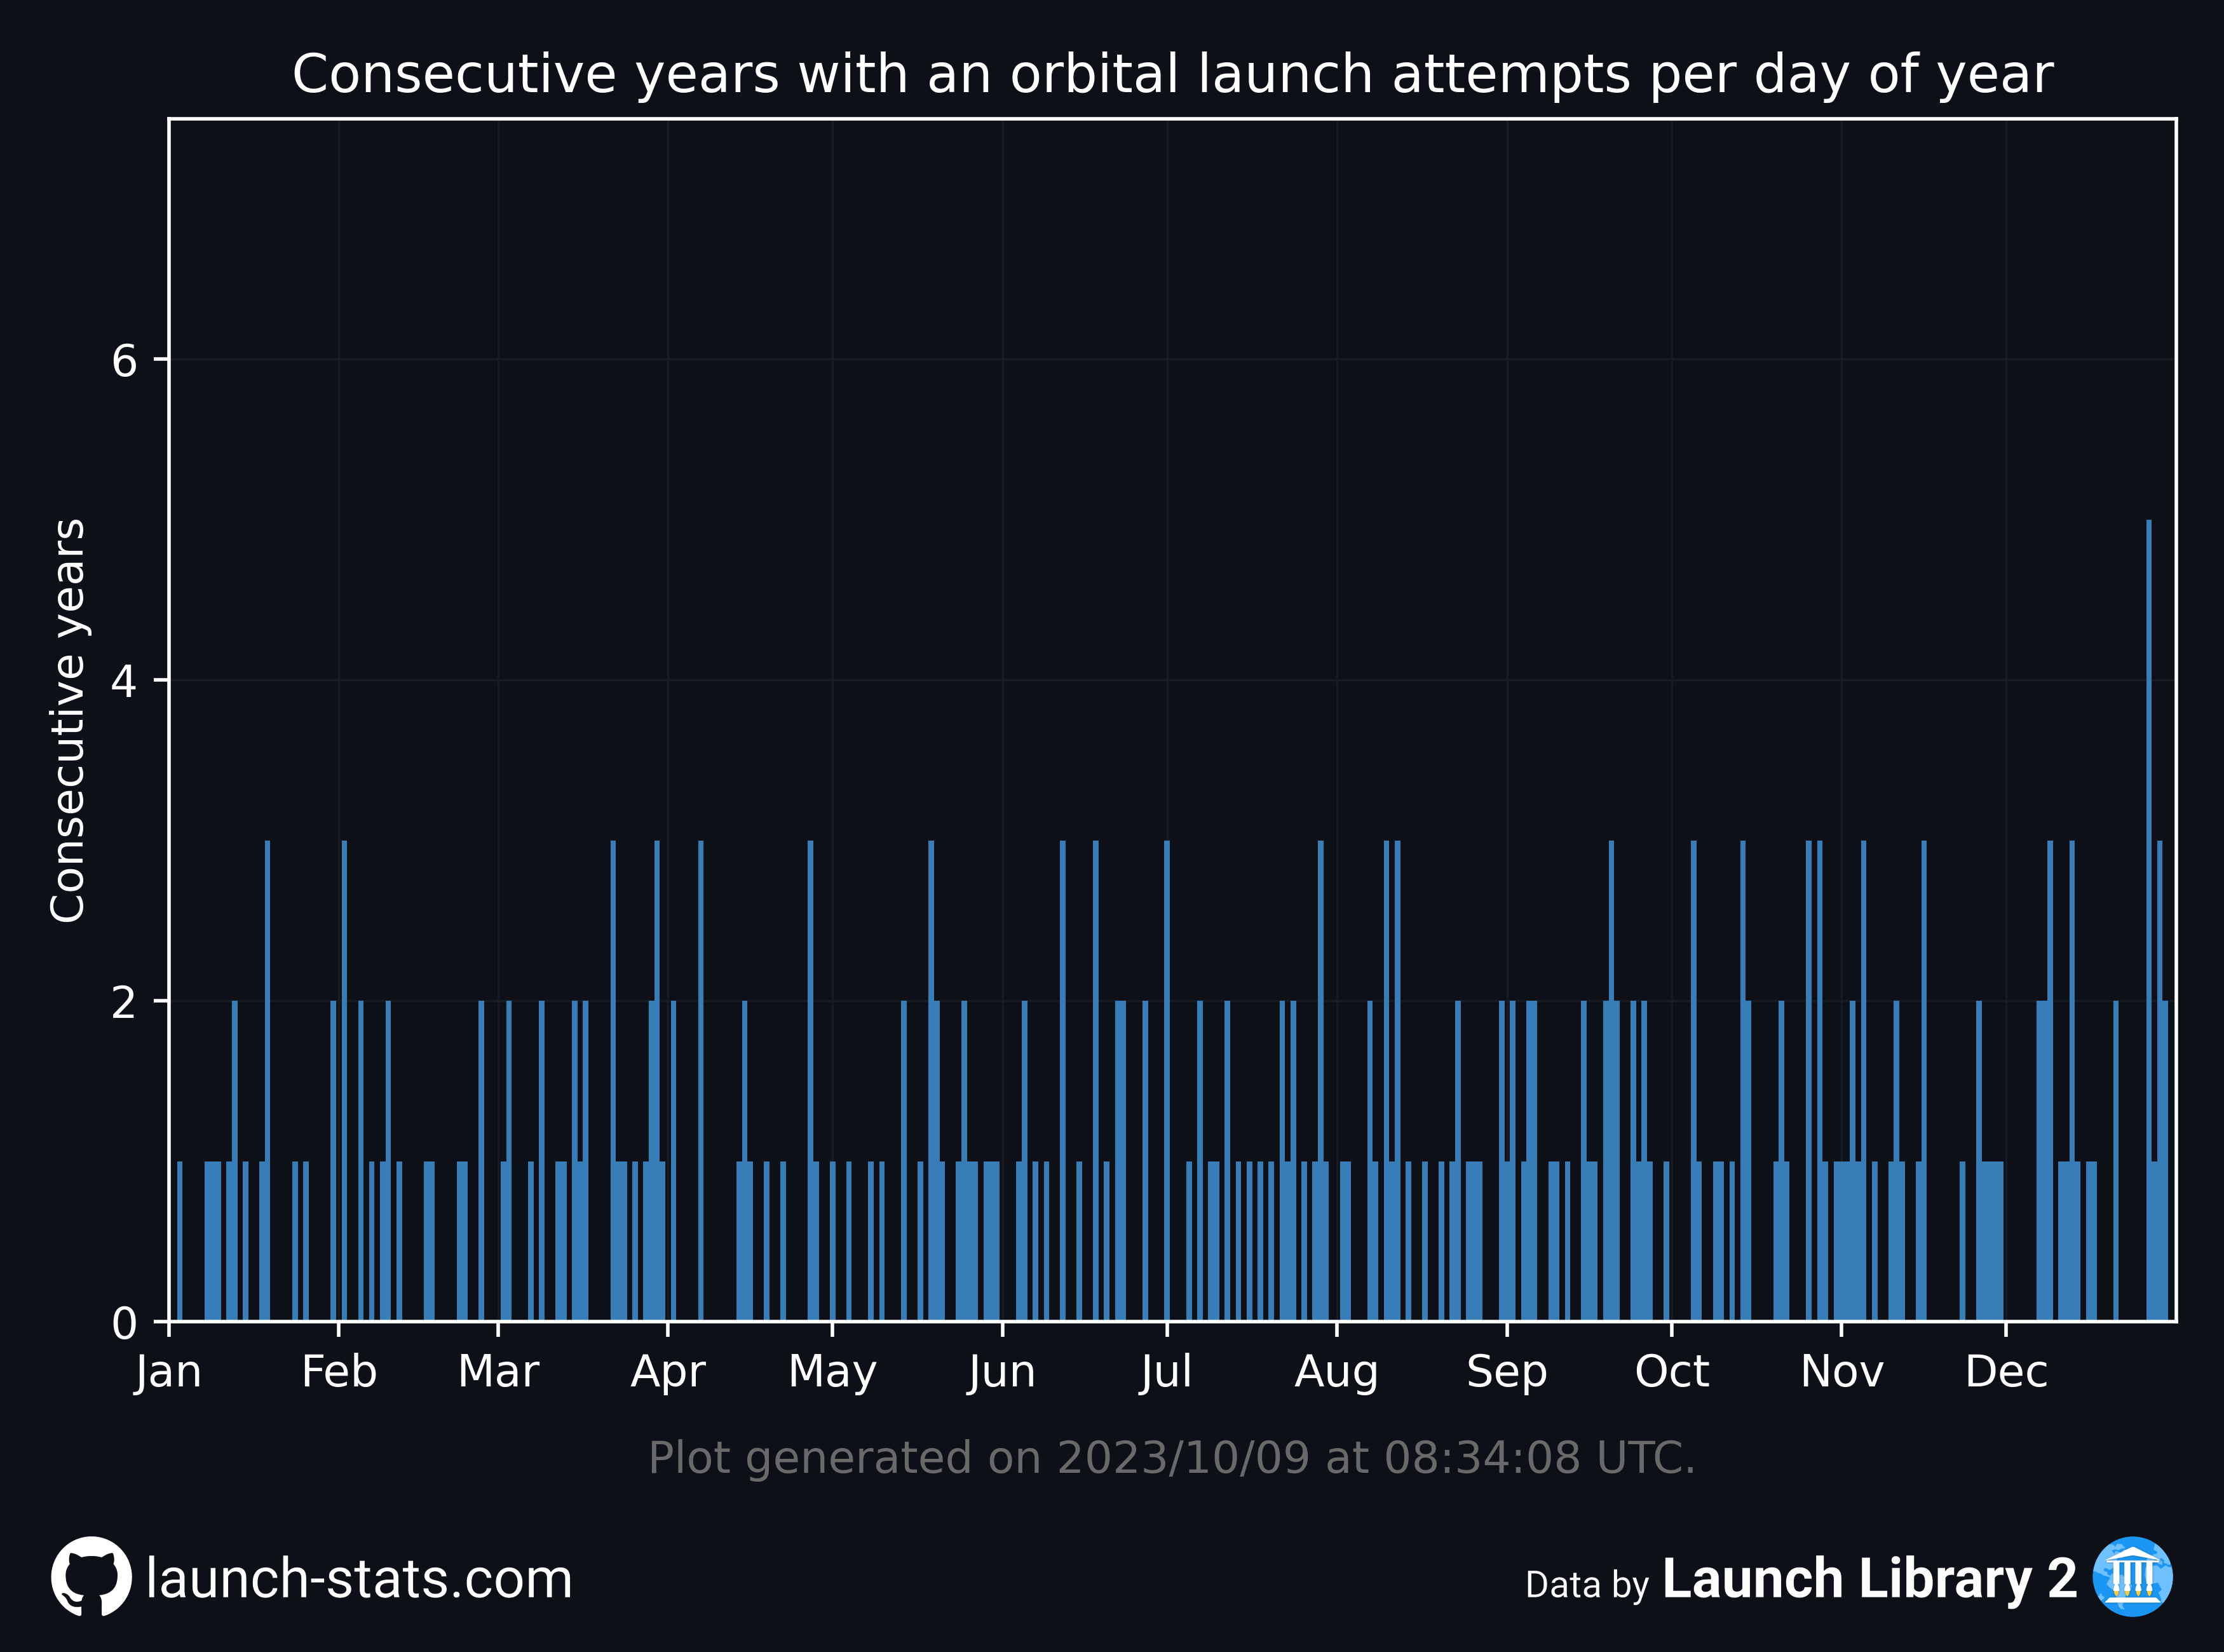 Consecutive years with an orbital launch attempts per day of year
Consecutive years
6
4
2
0
Jan Feb Mar Apr May Jun Jul Aug Sep Oct Nov Dec
Plot generated on 2023/10/09 at 08:34:08 UTC.
launch-stats.com
Data by Launch Library 2